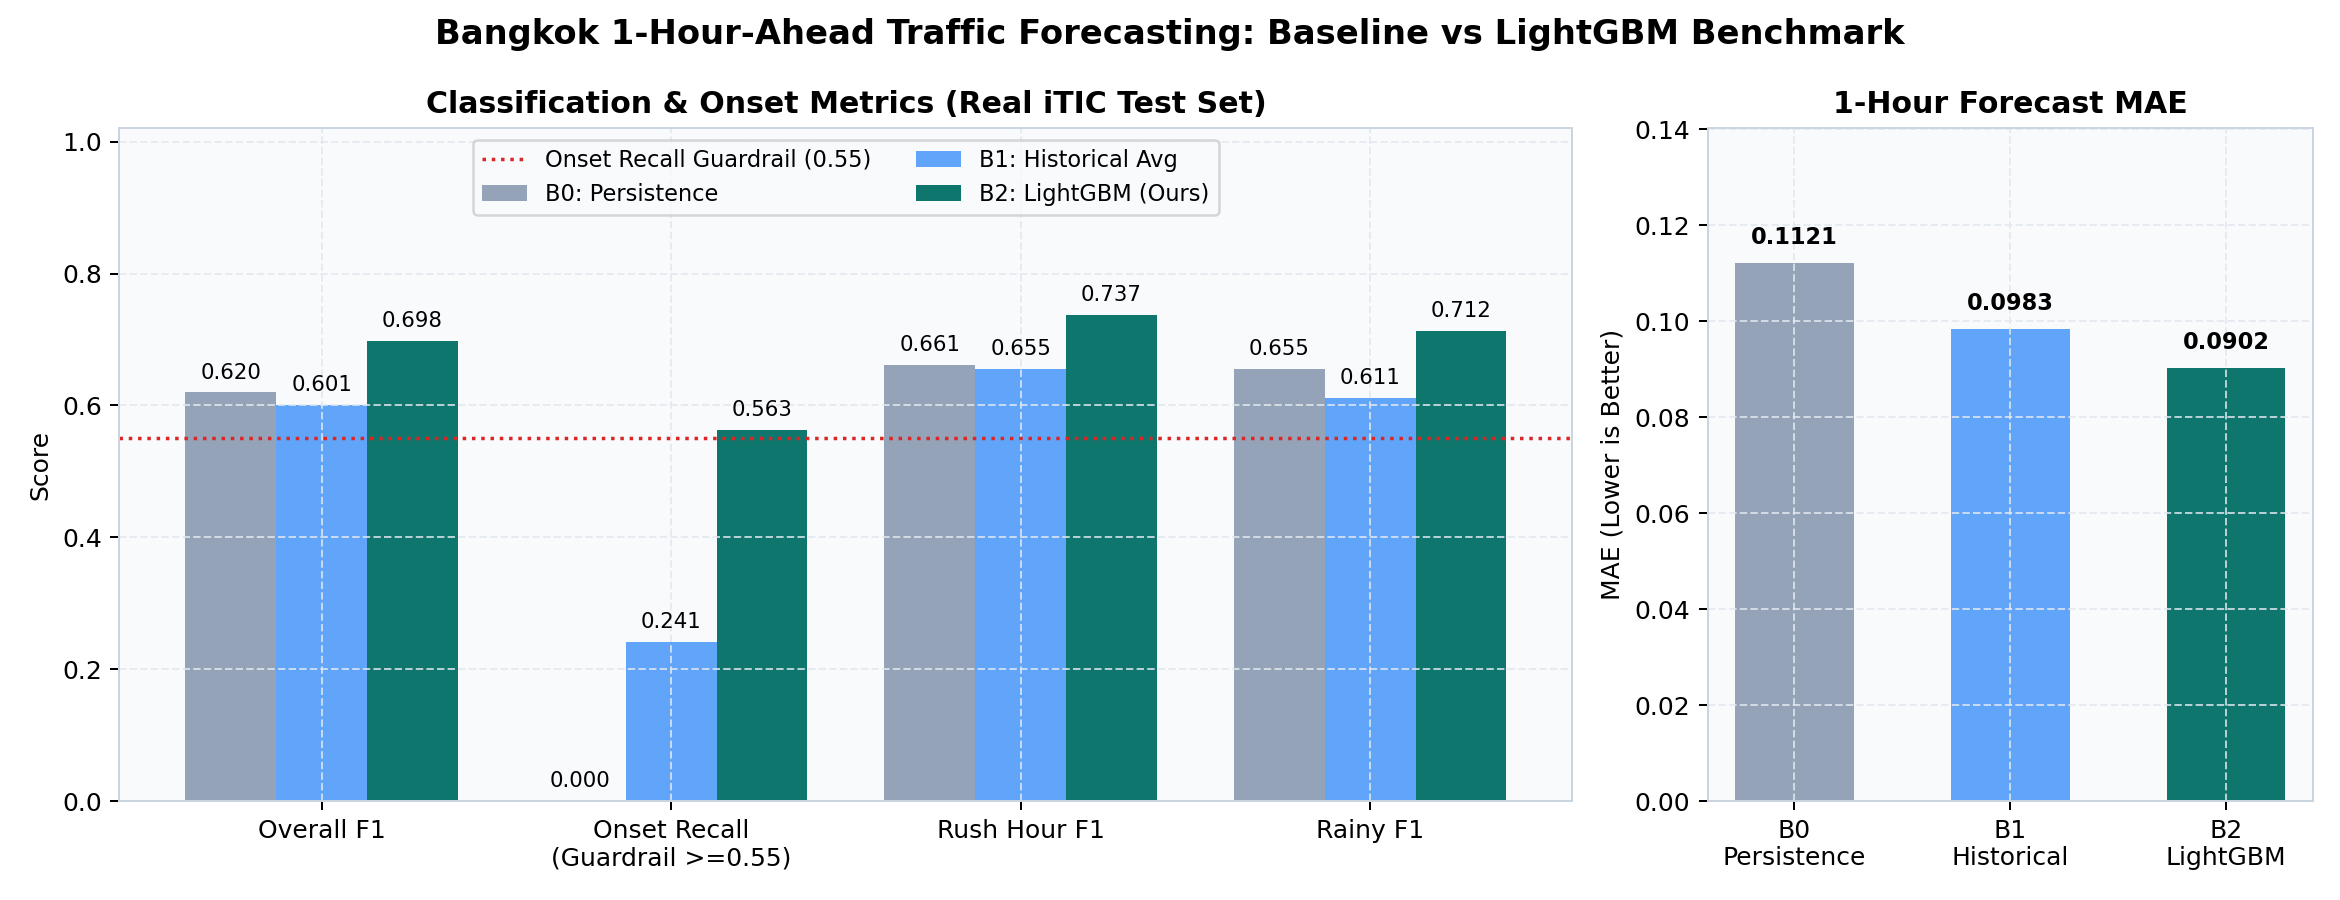 Bangkok 1-Hour-Ahead Traffic Forecasting: Baseline vs LightGBM Benchmark
Classification & Onset Metrics (Real iTIC Test Set)
Score
1.0
0.8
0.6
0.4
0.2
0.0
Onset Recall Guardrail (0.55)
B0: Persistence
B1: Historical Avg
B2: LightGBM (Ours)
0.620
0.601
0.698
0.000
0.241
0.563
0.661
0.655
0.737
0.655
0.611
0.712
Overall F1
Onset Recall
(Guardrail >=0.55)
Rush Hour F1
Rainy F1
1-Hour Forecast MAE
MAE (Lower is Better)
0.14
0.12
0.10
0.08
0.06
0.04
0.02
0.00
0.1121
0.0983
0.0902
B0
Persistence
B1
Historical
B2
LightGBM